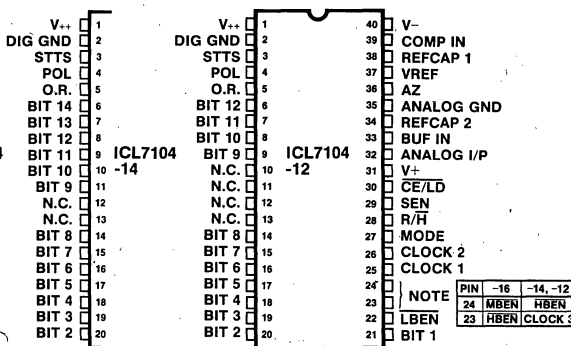 V++ 1
DIG GND 2
STTS 3
POL 4
O.R. 5
BIT 14 6
BIT 13 7
BIT 12 8
BIT 11 9
BIT 10 10
BIT 9 11
N.C. 12
N.C. 13
BIT 8 14
BIT 7 15
BIT 6 16
BIT 5 17
BIT 4 18
BIT 3 19
BIT 2 20
ICL7104
-14
V++ 1
DIG GND 2
STTS 3
POL 4
O.R. 5
BIT 12 6
BIT 11 7
BIT 10 8
BIT 9 9
N.C. 10
N.C. 11
N.C. 12
N.C. 13
BIT 8 14
BIT 7 15
BIT 6 16
BIT 5 17
BIT 4 18
BIT 3 19
BIT 2 20
ICL7104
-12
40 V-
39 COMP IN
38 REFCAP 1
37 VREF
36 AZ
35 ANALOG GND
34 REFCAP 2
33 BUF IN
32 ANALOG I/P
31 V+
30 C̅E̅/L̅D̅
29 SEN
28 R/H̅
27 MODE
26 CLOCK 2
25 CLOCK 1
24
23
NOTE
22 L̅B̅E̅N̅
21 BIT 1
PIN -16 -14, -12
24 M̅B̅E̅N̅ H̅B̅E̅N̅
23 H̅B̅E̅N̅ CLOCK 3